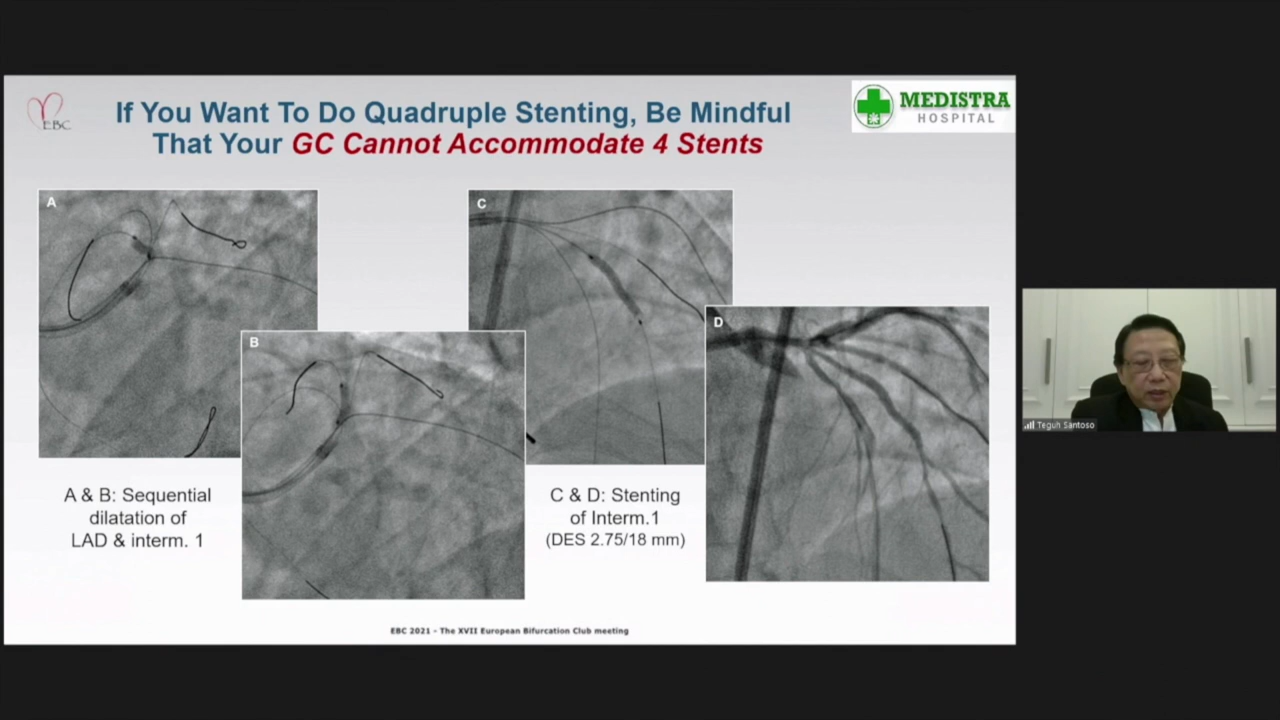 EBC
If You Want To Do Quadruple Stenting, Be Mindful
That Your GC Cannot Accommodate 4 Stents
MEDISTRA
HOSPITAL
A
B
C
D
A & B: Sequential
dilatation of
LAD & interm. 1
C & D: Stenting
of Interm.1
(DES 2.75/18 mm)
EBC 2021 - The XVII European Bifurcation Club meeting
Teguh Santoso